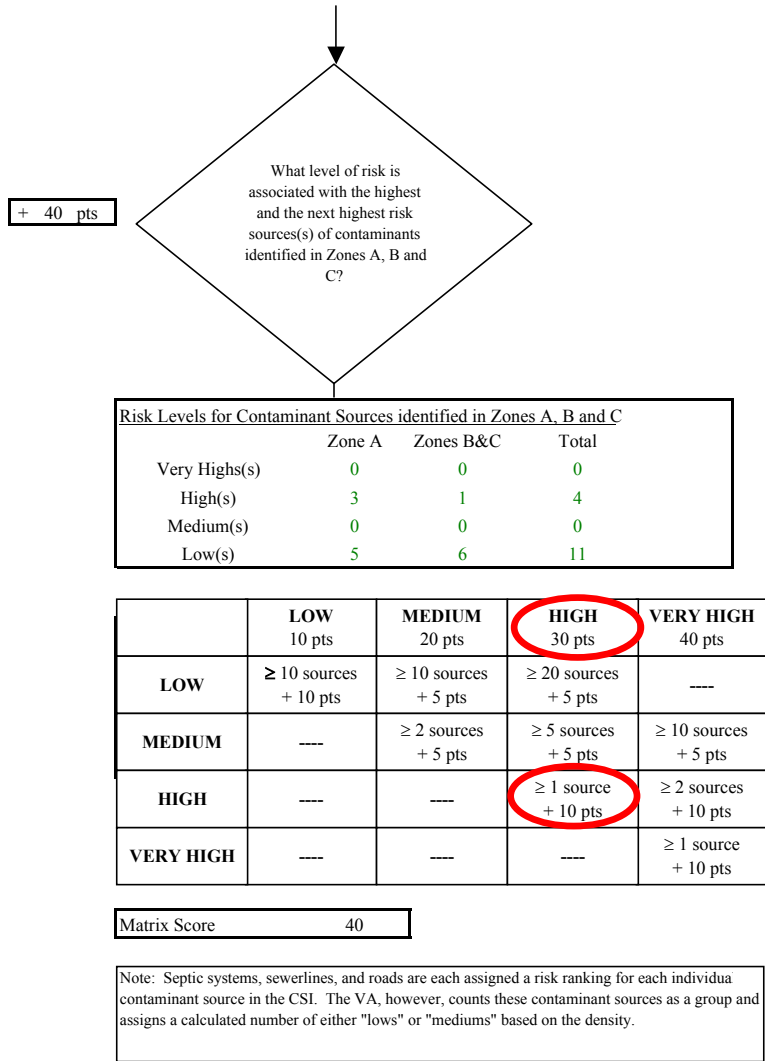 What level of risk is
associated with the highest
and the next highest risk
sources(s) of contaminants
identified in Zones A, B and
C?
+ 40 pts
Risk Levels for Contaminant Sources identified in Zones A, B and C
Zone A Zones B&C Total
Very Highs(s) 0 0 0
High(s) 3 1 4
Medium(s) 0 0 0
Low(s) 5 6 11
LOW MEDIUM HIGH VERY HIGH
10 pts 20 pts 30 pts 40 pts
LOW ≥ 10 sources + 10 pts ≥ 10 sources + 5 pts ≥ 20 sources + 5 pts ----
MEDIUM ---- ≥ 2 sources + 5 pts ≥ 5 sources + 5 pts ≥ 10 sources + 5 pts
HIGH ---- ---- ≥ 1 source + 10 pts ≥ 2 sources + 10 pts
VERY HIGH ---- ---- ---- ≥ 1 source + 10 pts
Matrix Score 40
Note: Septic systems, sewerlines, and roads are each assigned a risk ranking for each individua
contaminant source in the CSI. The VA, however, counts these contaminant sources as a group and
assigns a calculated number of either "lows" or "mediums" based on the density.